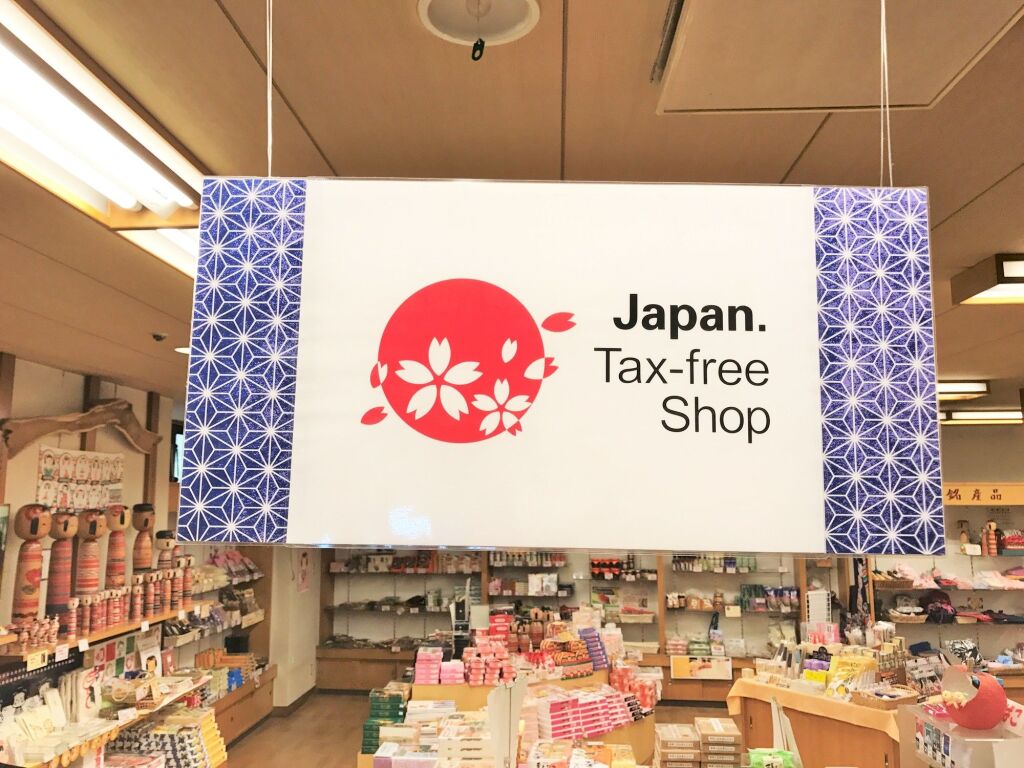 Japan.
Tax-free
Shop
銘産品